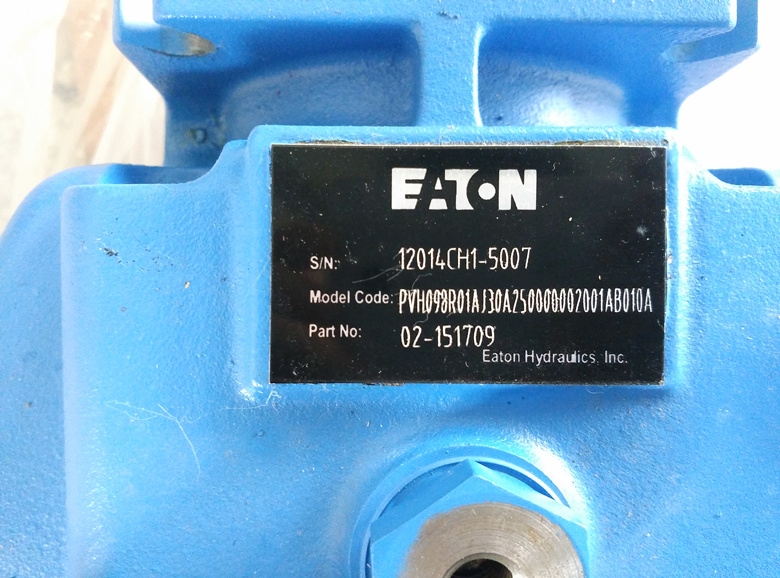 EATON
S/N: 12014CH1-5007
Model Code: PVH098R01AJ30A250000002001AB010A
Part No: 02-151709
Eaton Hydraulics, Inc.